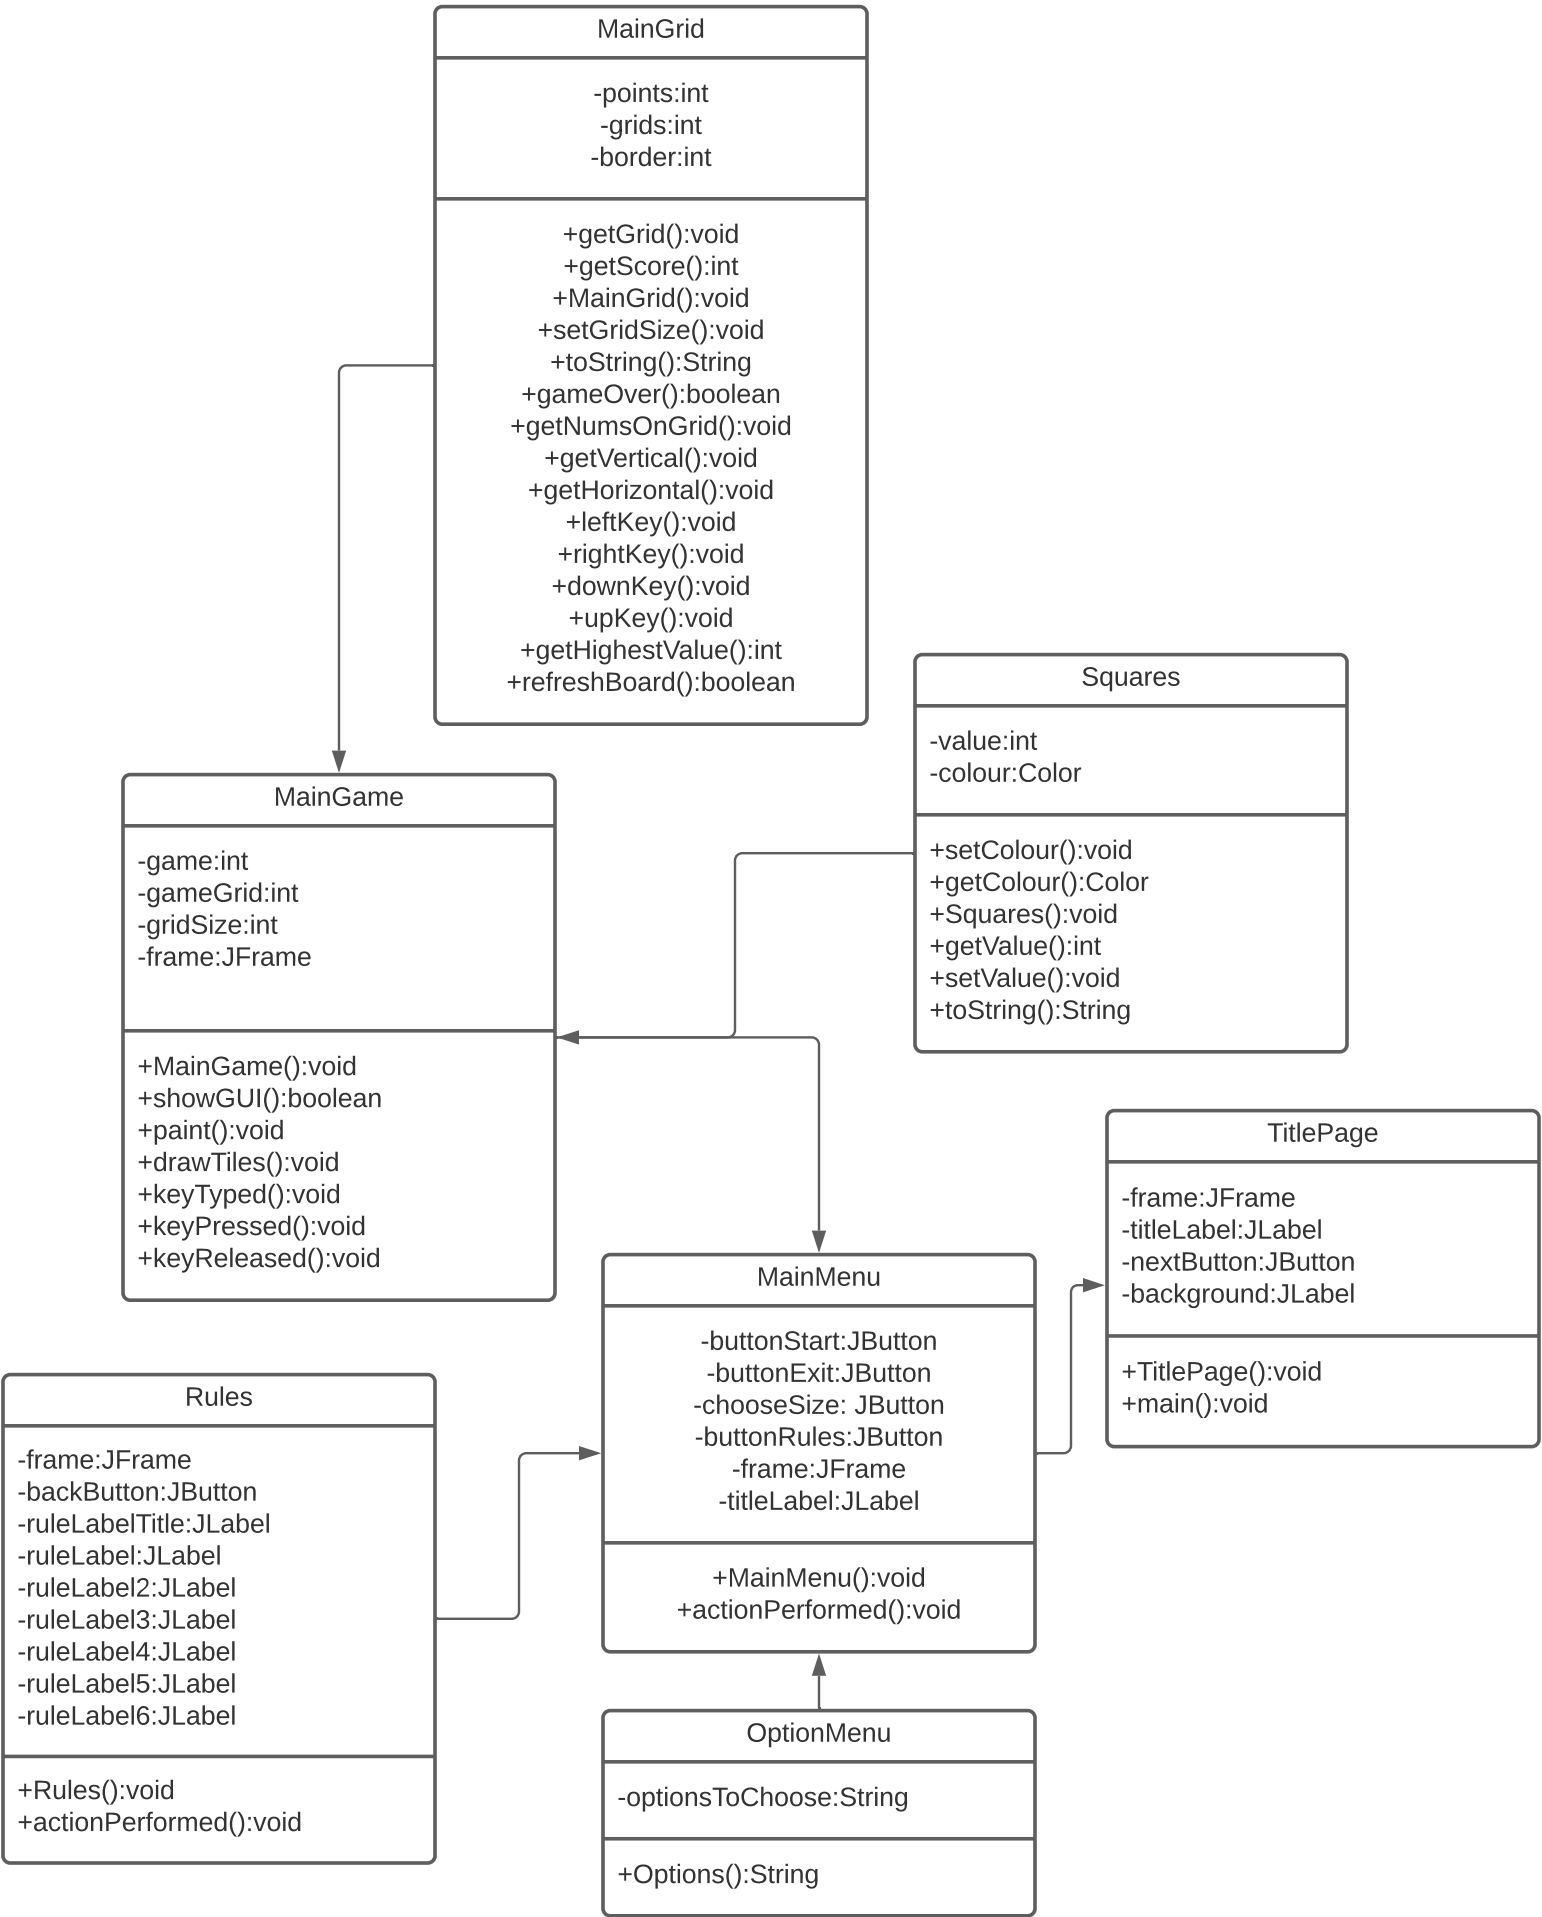 MainGrid
-points:int
-grids:int
-border:int
+getGrid():void
+getScore():int
+MainGrid():void
+setGridSize():void
+toString():String
+gameOver():boolean
+getNumsOnGrid():void
+getVertical():void
+getHorizontal():void
+leftKey():void
+rightKey():void
+downKey():void
+upKey():void
+getHighestValue():int
+refreshBoard():boolean
Squares
-value:int
-colour:Color
+setColour():void
+getColour():Color
+Squares():void
+getValue():int
+setValue():void
+toString():String
MainGame
-game:int
-gameGrid:int
-gridSize:int
-frame:JFrame
+MainGame():void
+showGUI():boolean
+paint():void
+drawTiles():void
+keyTyped():void
+keyPressed():void
+keyReleased():void
TitlePage
-frame:JFrame
-titleLabel:JLabel
-nextButton:JButton
-background:JLabel
+TitlePage():void
+main():void
MainMenu
-buttonStart:JButton
-buttonExit:JButton
-chooseSize: JButton
-buttonRules:JButton
-frame:JFrame
-titleLabel:JLabel
+MainMenu():void
+actionPerformed():void
Rules
-frame:JFrame
-backButton:JButton
-ruleLabelTitle:JLabel
-ruleLabel:JLabel
-ruleLabel2:JLabel
-ruleLabel3:JLabel
-ruleLabel4:JLabel
-ruleLabel5:JLabel
-ruleLabel6:JLabel
+Rules():void
+actionPerformed():void
OptionMenu
-optionsToChoose:String
+Options():String